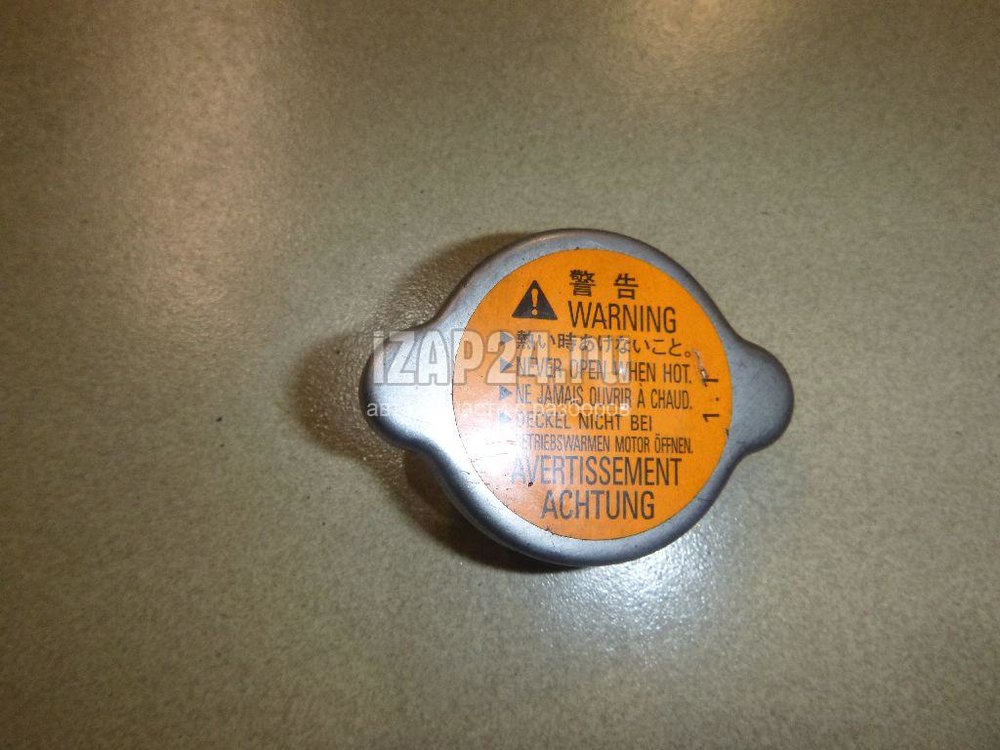 警告
WARNING
熱い時あけないこと。
NEVER OPEN WHEN HOT.
NE JAMAIS OUVRIR À CHAUD.
DECKEL NICHT BEI
BETRIEBSWARMEN MOTOR ÖFFNEN.
AVERTISSEMENT
ACHTUNG
1.1
iZAP24.ru